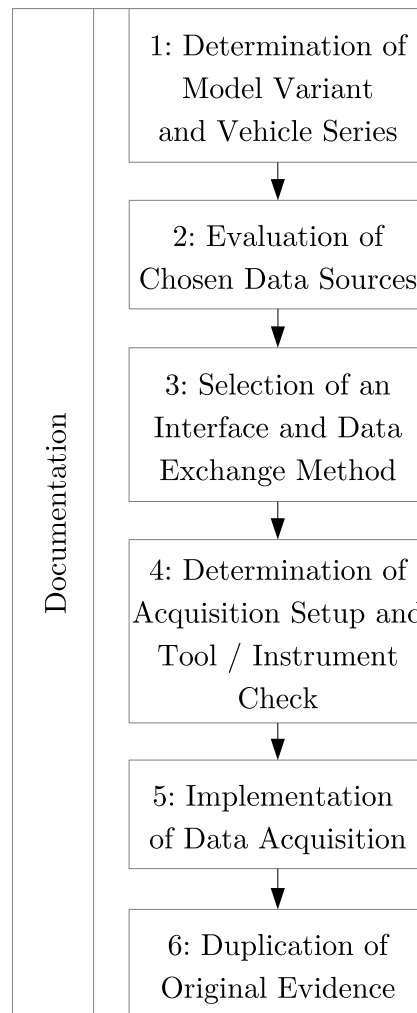 Documentation
1: Determination of
Model Variant
and Vehicle Series
2: Evaluation of
Chosen Data Sources
3: Selection of an
Interface and Data
Exchange Method
4: Determination of
Acquisition Setup and
Tool / Instrument
Check
5: Implementation
of Data Acquisition
6: Duplication of
Original Evidence